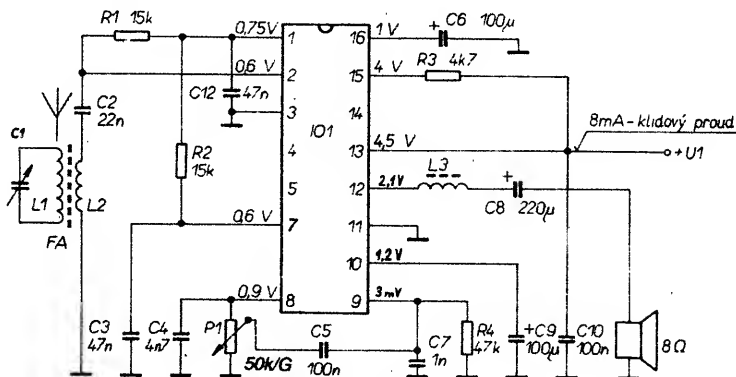 R1 15k
0,75V
1
16
1 V
+
C6 100μ
0,6 V
2
15
4 V
R3 4k7
C2
22n
C12
47n
3
14
8mA-klidový proud
C1
IO1
4
13
4,5 V
+U1
R2
15k
L1
L2
5
12
2,1V
L3
+
C8 220μ
FA
0,6 V
7
11
10
1,2V
0,9 V
8
9
3mV
C3
47n
C4
4n7
P1
50k/G
C5
100n
C7
1n
R4
47k
+
C9
100μ
C10
100n
8Ω